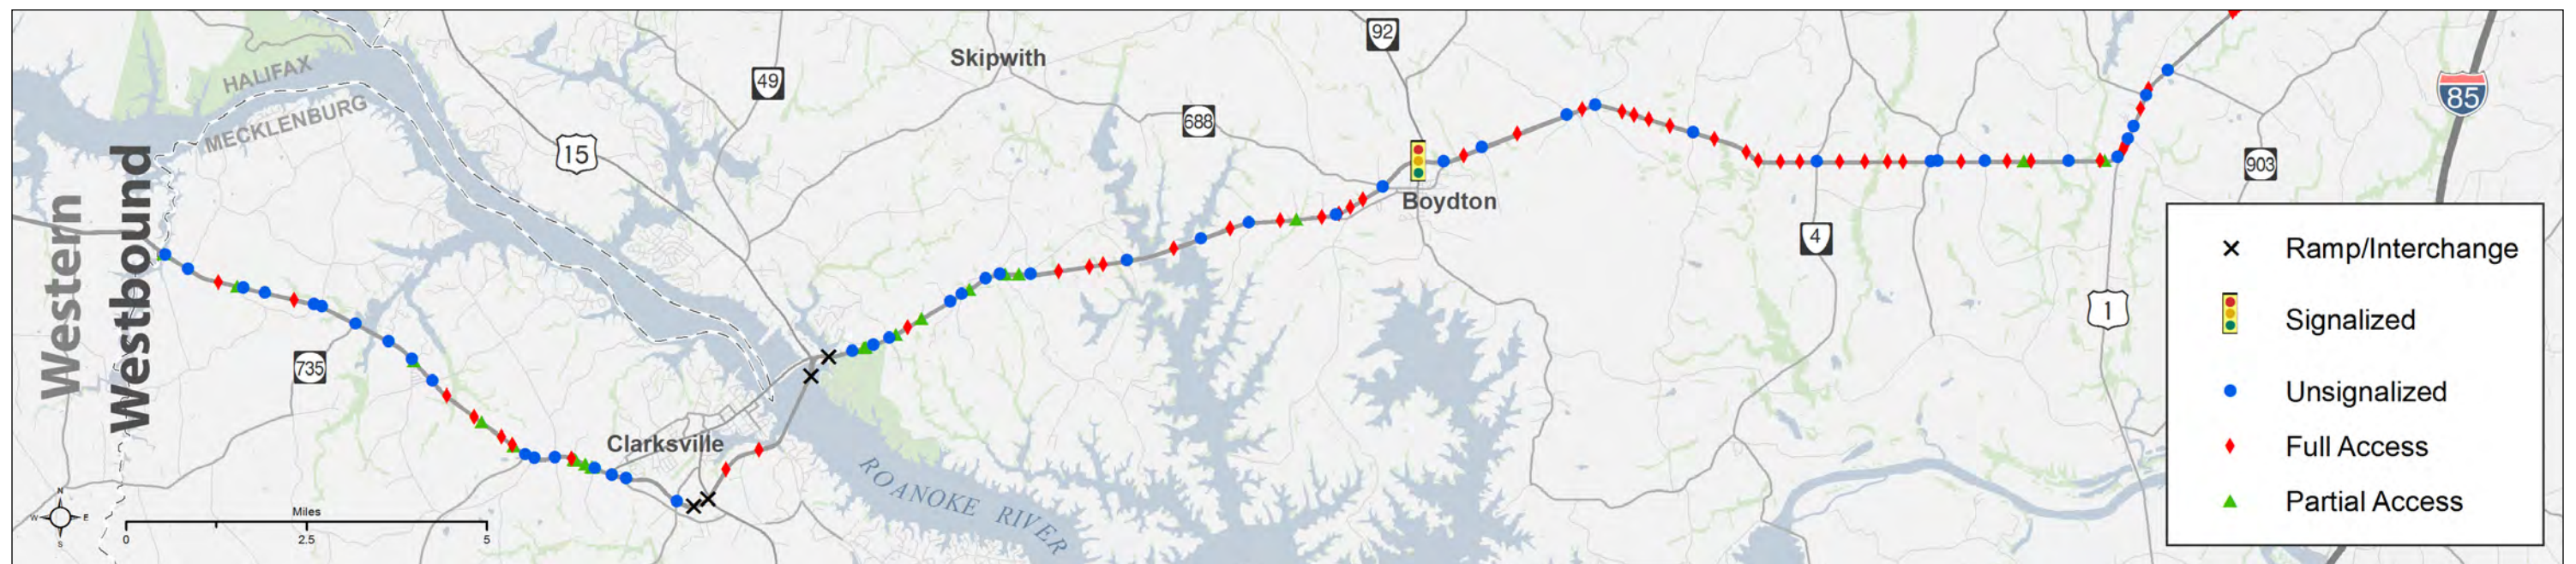 92
Skipwith
HALIFAX
49
85
MECKLENBURG
688
15
903
Western
Westbound
Boydton
4
Ramp/Interchange
1
Signalized
735
Unsignalized
Clarksville
Full Access
ROANOKE RIVER
Partial Access
N
W
E
S
Miles
0
2.5
5